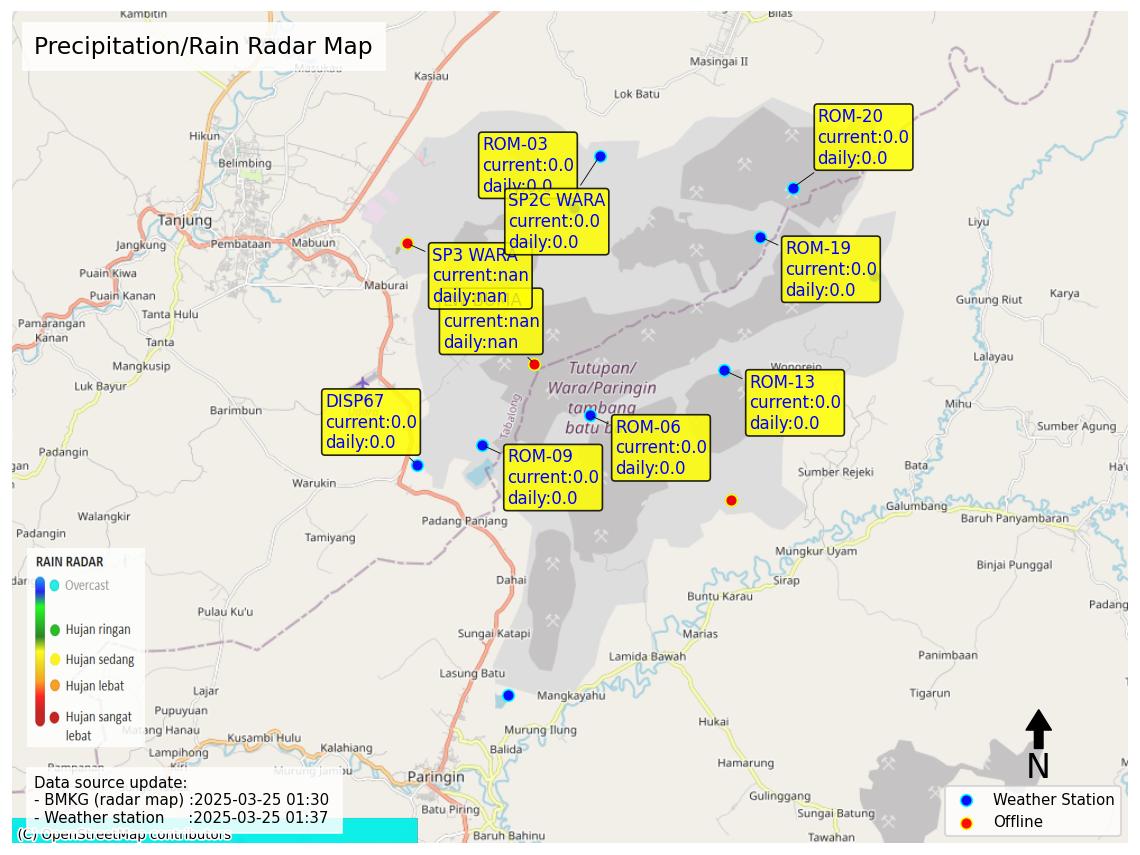 Precipitation/Rain Radar Map
Kambitin
Bilas
Masukau
Kasiau
Masingai II
Lok Batu
Hikun
Belimbing
ROM-03
current:0.0
daily:0.0
SP2C WARA
current:0.0
daily:0.0
ROM-20
current:0.0
daily:0.0
Tanjung
Jangkung
Pembataan
Mabuun
Liyu
SP3 WARA
current:nan
daily:nan
current:nan
daily:nan
ROM-19
current:0.0
daily:0.0
Puain Kiwa
Puain Kanan
Maburai
Tanta Hulu
Pamarangan
Kanan
Tanta
Mangkusip
Luk Bayur
Gunung Riut
Karya
Lalayau
Wonorejo
Tutupan/
Wara/Paringin
tambang
batu b
Tabalong
ROM-13
current:0.0
daily:0.0
DISP67
current:0.0
daily:0.0
ROM-06
current:0.0
daily:0.0
ROM-09
current:0.0
daily:0.0
Barimbun
Mihu
Sumber Agung
Padangin
Warukin
Bata
Sumber Rejeki
Galumbang
Baruh Panyambaran
Walangkir
Padangin
Padang Panjang
Tamiyang
Mungkur Uyam
Binjai Punggal
Dahai
Sirap
Buntu Karau
Padang
Pulau Ku'u
Sungai Katapi
Marias
Lamida Bawah
Panimbaan
Lasung Batu
Lajar
Mangkayahu
Tigarun
Pupuyuan
Matang Hanau
Murung Ilung
Hukai
Kusambi Hulu
Lampihong
Kiri
Kalahiang
Balida
Pampanan
Murung Jambu
Paringin
Hamarung
Gulinggang
Batu Piring
Sungai Batung
Baruh Bahinu
Tawahan
RAIN RADAR
Overcast
Hujan ringan
Hujan sedang
Hujan lebat
Hujan sangat
lebat
Data source update:
- BMKG (radar map) :2025-03-25 01:30
- Weather station :2025-03-25 01:37
(C) OpenStreetMap contributors
N
Weather Station
Offline